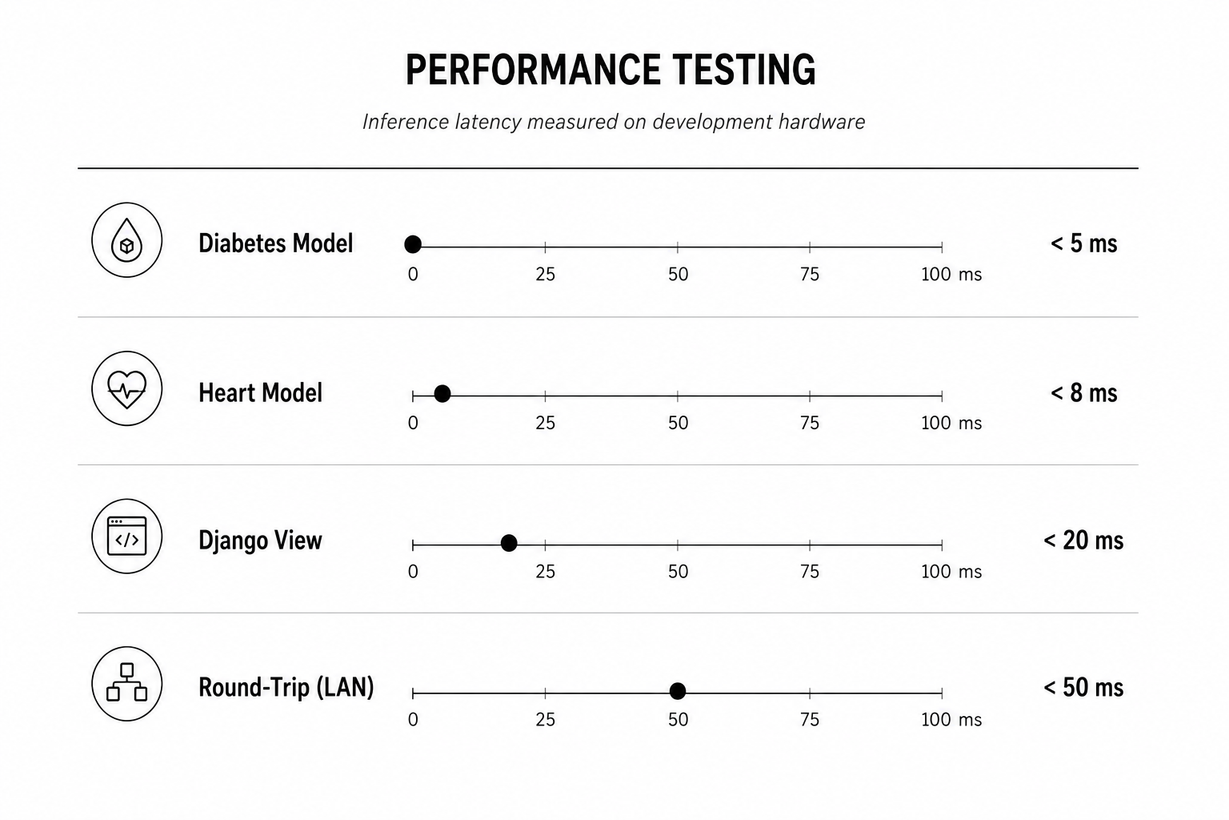 PERFORMANCE TESTING
Inference latency measured on development hardware
Diabetes Model
0 25 50 75 100 ms
< 5 ms
Heart Model
0 25 50 75 100 ms
< 8 ms
Django View
</>
0 25 50 75 100 ms
< 20 ms
Round-Trip (LAN)
0 25 50 75 100 ms
< 50 ms